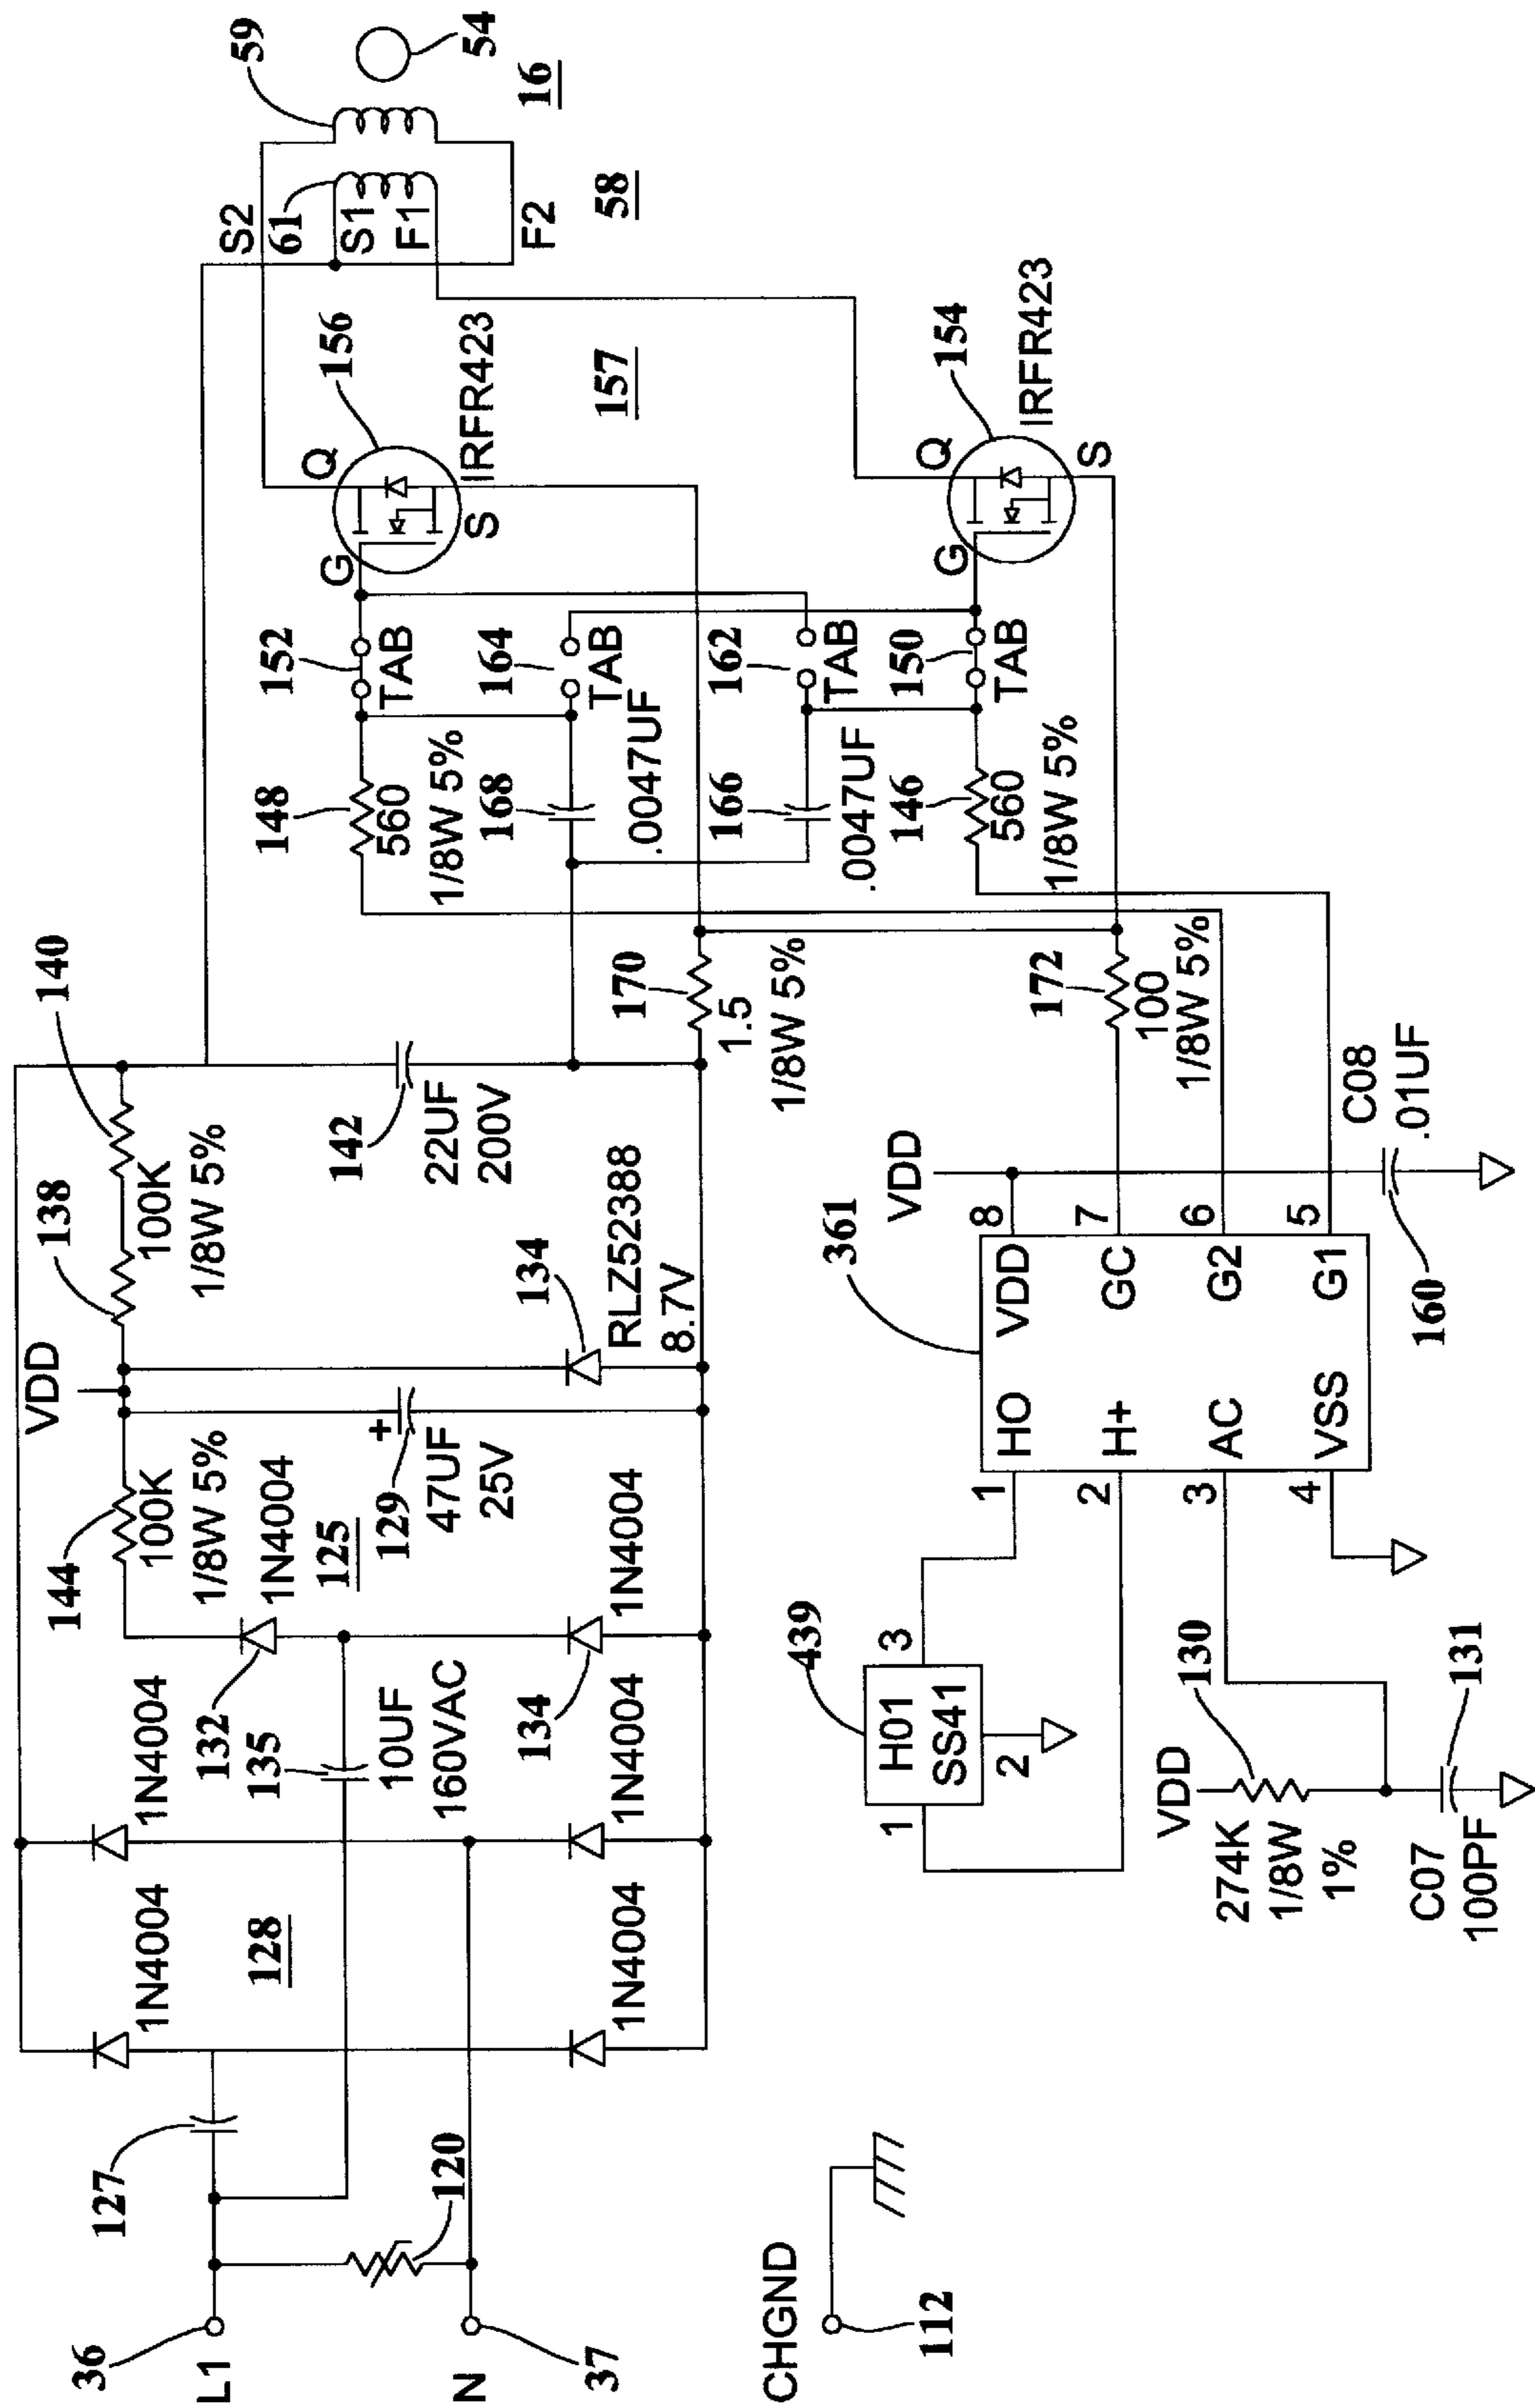 36
L1
N
37
127
120
CHGND
112
128
1N4004
1N4004
1N4004
1N4004
132
1N4004
135
10UF
160VAC
134
1N4004
144
100K
1/8W 5%
125
129
+
47UF
25V
VDD
138
100K
1/8W 5%
140
134
RLZ52388
8.7V
142
22UF
200V
170
1.5
1/8W 5%
148
560
1/8W 5%
168
.0047UF
166
.0047UF
146
560
1/8W 5%
172
100
1/8W 5%
152
TAB
164
TAB
162
TAB
150
TAB
G
Q
S
156
IRFR423
157
G
Q
S
154
IRFR423
S2
61
S1
F1
F2
58
59
16
54
VDD
130
274K
1/8W
1%
C07
100PF
131
439
H01
SS41
1
2
3
361
1
HO
2
H+
3
AC
4
VSS
VDD
8
GC
7
G2
6
G1
5
VDD
C08
.01UF
160